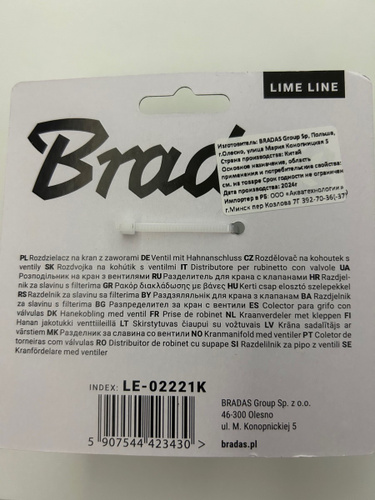 LIME LINE
Bradas
Изготовитель: BRADAS Group Sp, Польша,
г.Олесно, улица Мария Конопницкая 5
Страна производства: Китай
Основное назначение, область
применения и потребительские свойства:
см. на товаре Срок годности не ограничен
Дата производства: 2024г
Импортер в РБ: ООО «Акватехнологии»
г.Минск пер Козлова 7Г 392-70-36(-37)
PL Rozdzielacz na kran z zaworami DE Ventil mit Hahnanschluss CZ Rozdělovač na kohoutek s
ventily SK Rozdvojka na kohútik s ventilmi IT Distributore per rubinetto con valvole UA
Розподільник на кран з вентилями RU Разделитель для крана с клапанами HR Razdjel-
nik za slavinu s filterima GR Ρακόρ διακλάδωσης με βάνες HU Kerti csap elosztó szelepekkel
RS Razdelnik za slavinu sa filterima BY Раздзяляльнік для крана з клапанам BA Razdjelnik
za slavinu sa filterima BG Разпределител за кран с вентили ES Colector para grifo con
válvulas DK Hanekobling med ventil FR Prise de robinet NL Kraanverdeler met kleppen FI
Hanan jakotukki venttiileillä LT Skirstytuvas čiaupui su vožtuvais LV Krāna sadalītājs ar
vārstiem MK Разделник за славина со вентили NO Kranmanifold med ventiler PT Coletor de
torneiras com válvulas RO Distribuitor de robinet cu supape SI Razdelilnik za pipo z ventili SE
Kranfördelare med ventiler
INDEX: LE-02221K
5 907544 423430 >
BRADAS Group Sp. z o.o.
46-300 Olesno
ul. M. Konopnickiej 5
bradas.pl